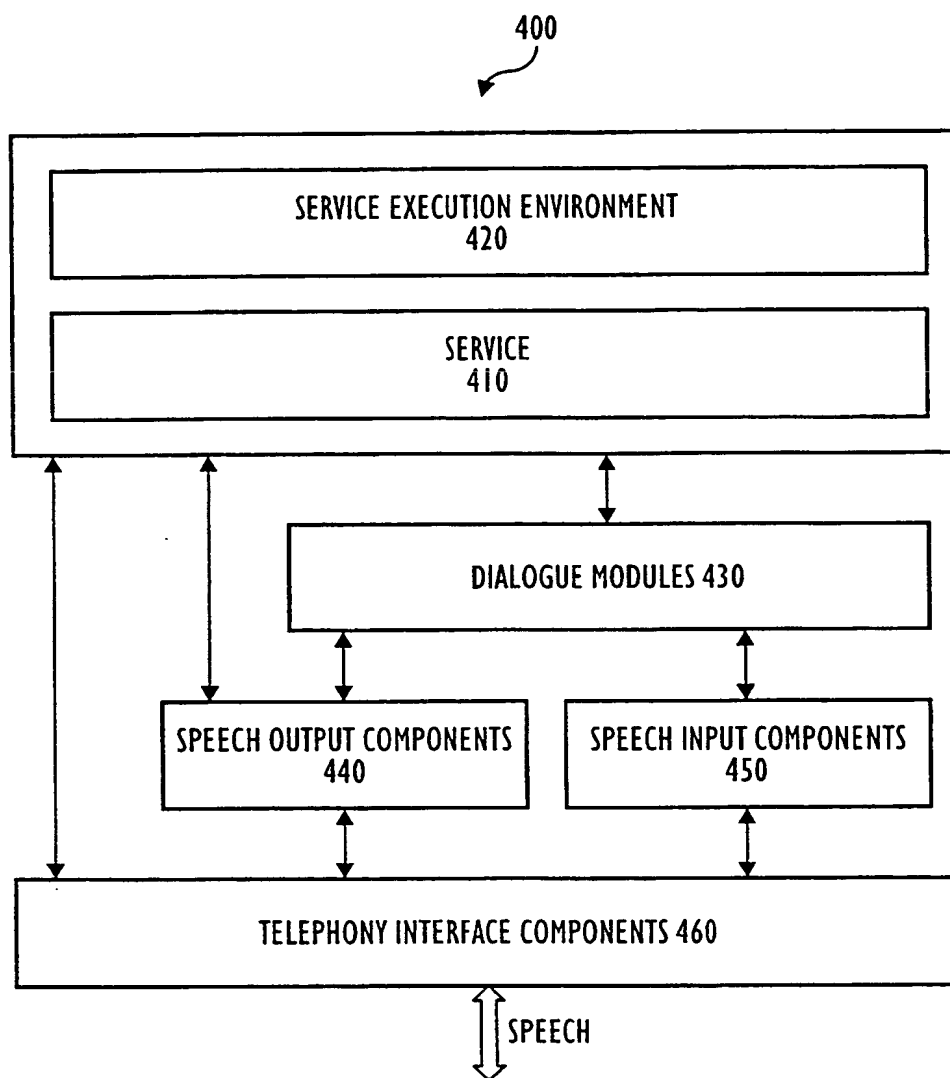 400
SERVICE EXECUTION ENVIRONMENT
420
SERVICE
410
DIALOGUE MODULES 430
SPEECH OUTPUT COMPONENTS
440
SPEECH INPUT COMPONENTS
450
TELEPHONY INTERFACE COMPONENTS 460
SPEECH